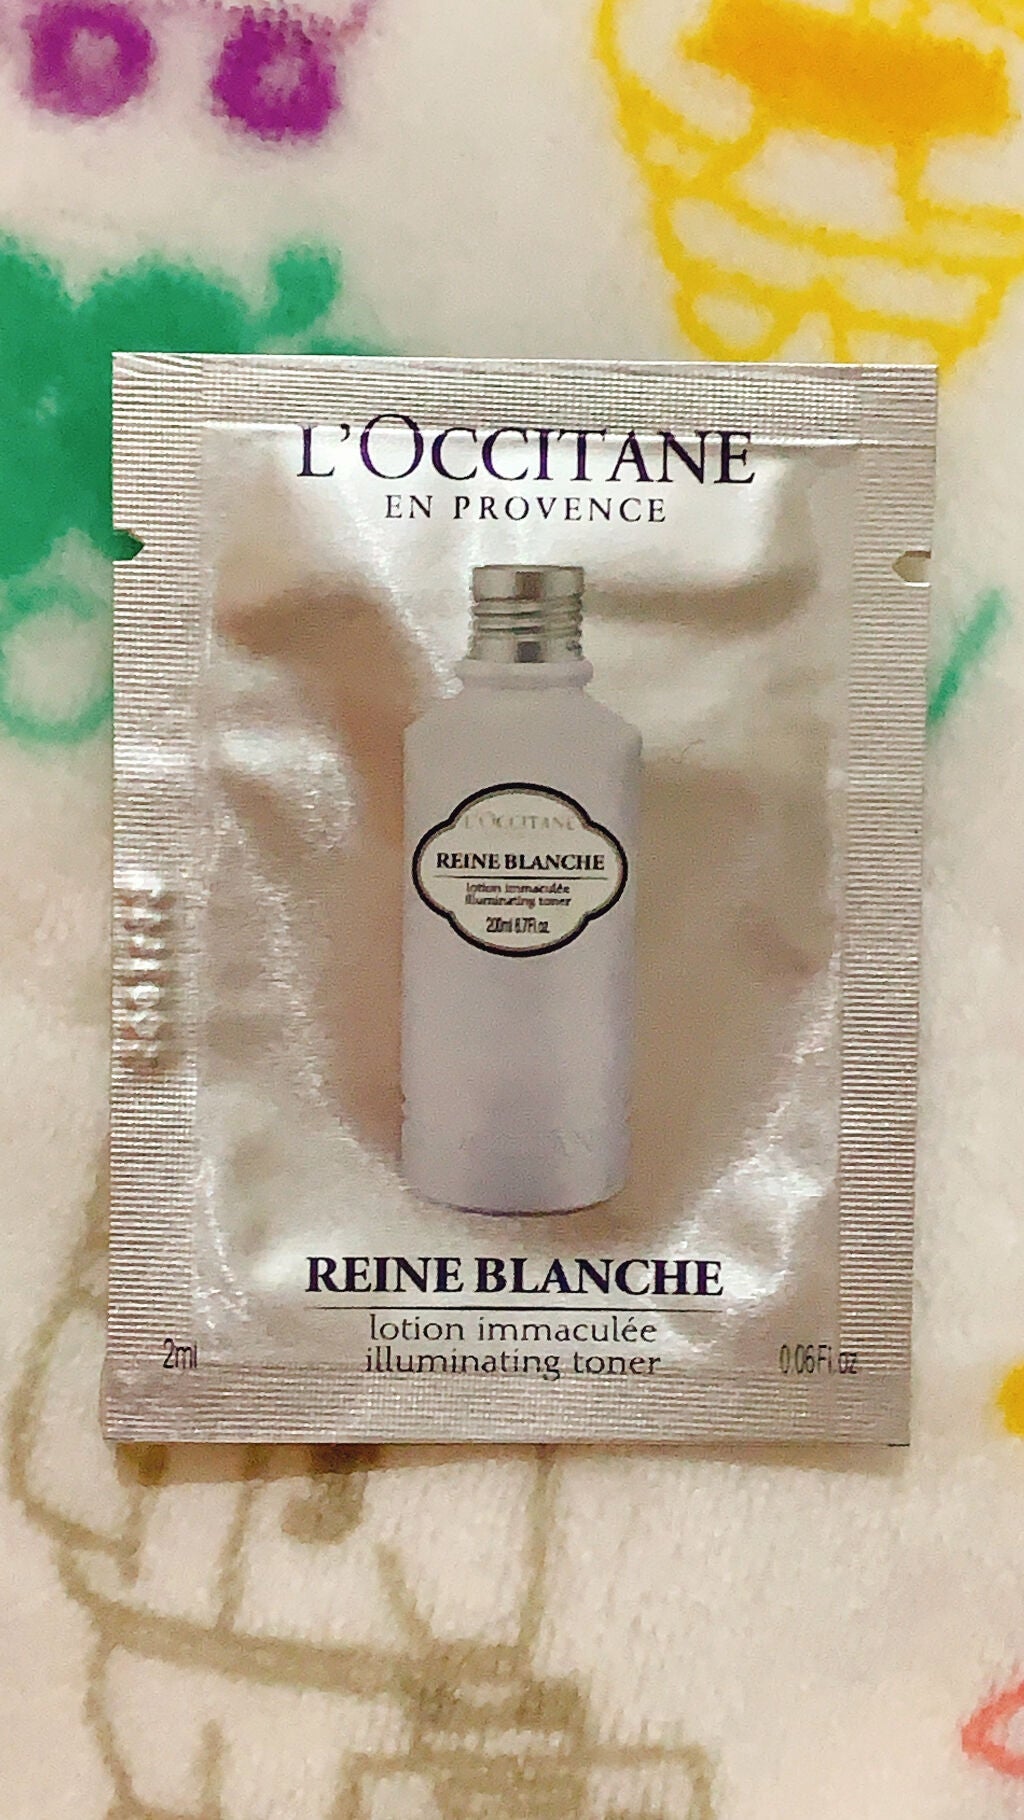 L'OCCITANE
EN PROVENCE
L'OCCITANE
REINE BLANCHE
lotion immaculée
illuminating toner
200ml 6.7Fl.oz
REINE BLANCHE
lotion immaculée
illuminating toner
2ml
0.06Fl.oz